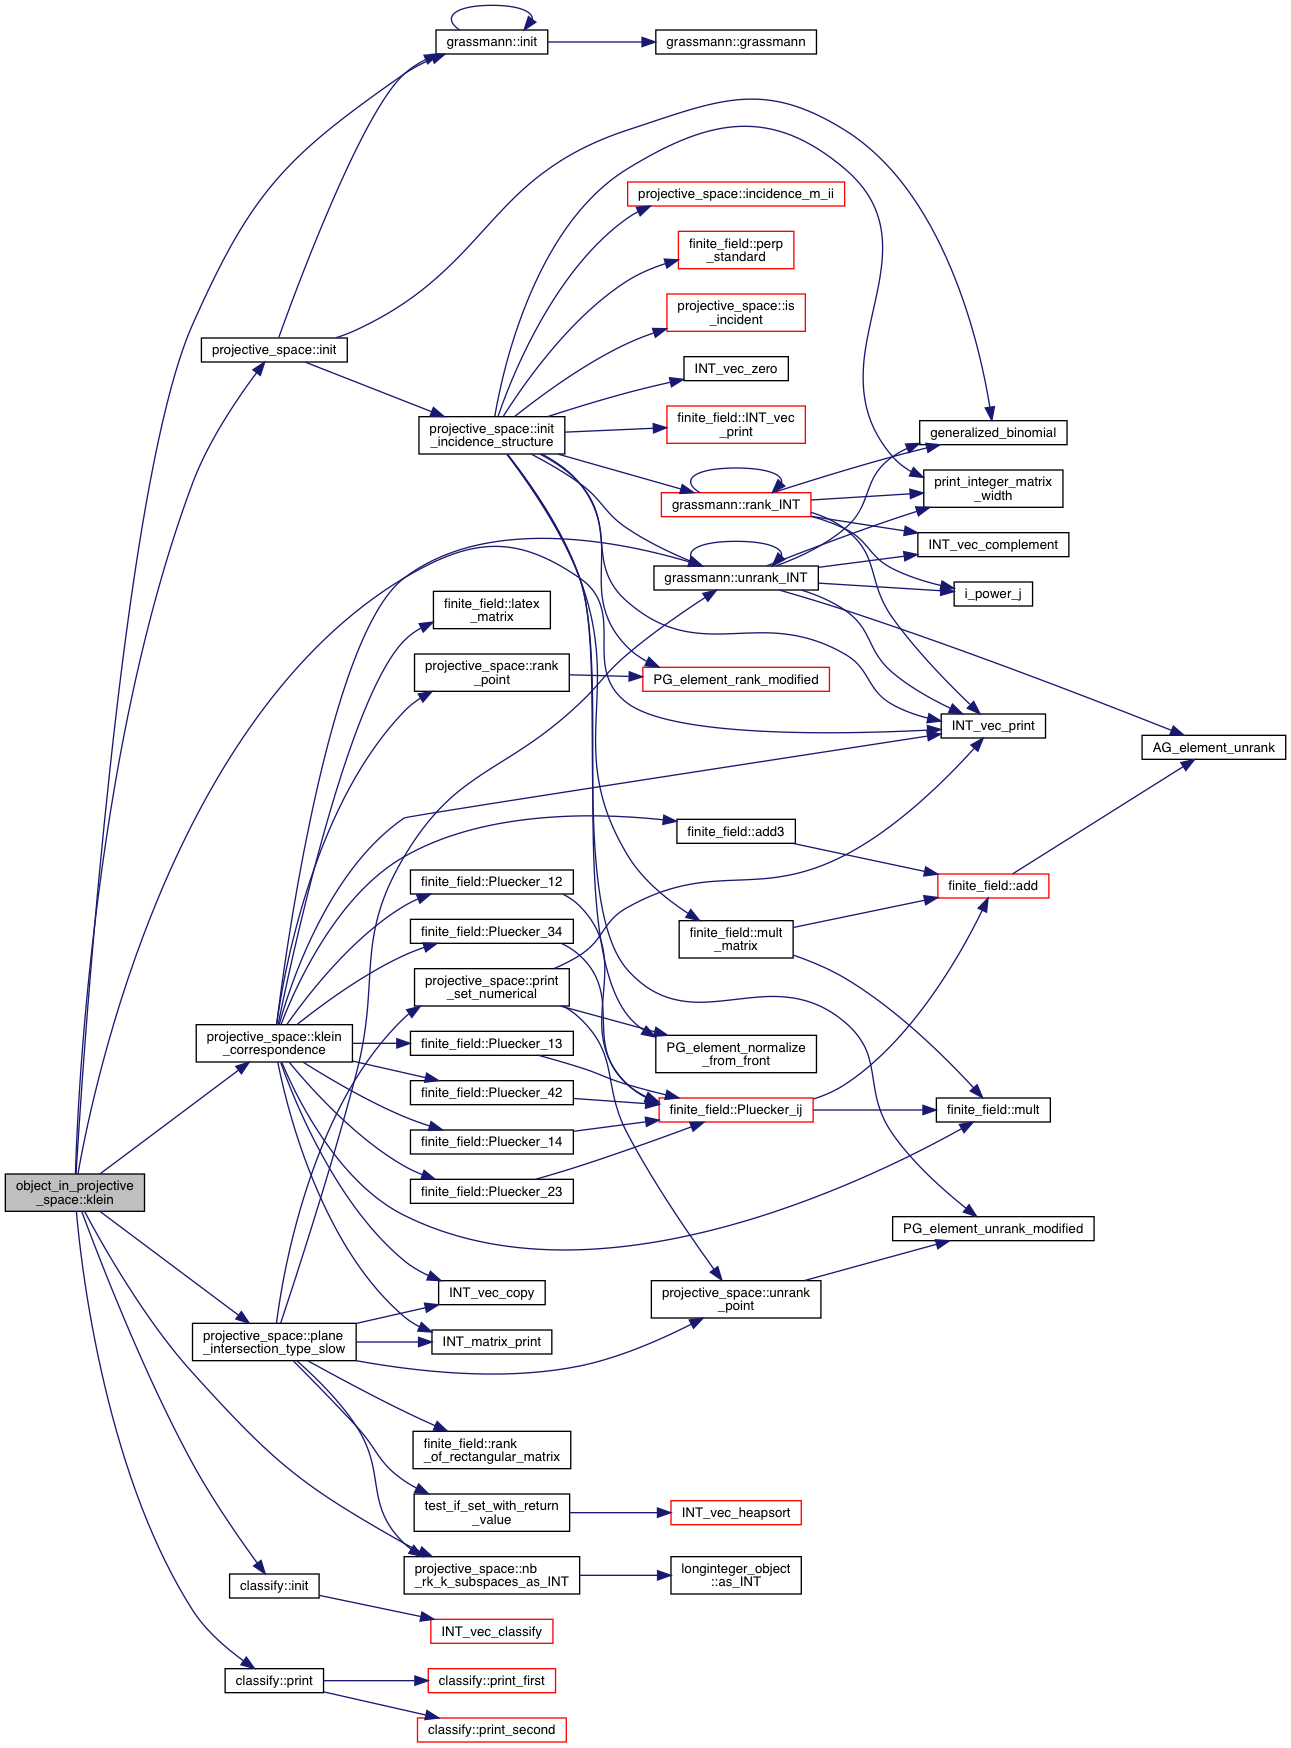 grassmann::init
grassmann::grassmann
projective_space::incidence_m_ii
finite_field::perp
_standard
projective_space::is
_incident
projective_space::init
INT_vec_zero
projective_space::init
_incidence_structure
finite_field::INT_vec
_print
generalized_binomial
grassmann::rank_INT
print_integer_matrix
_width
INT_vec_complement
grassmann::unrank_INT
i_power_j
finite_field::latex
_matrix
projective_space::rank
_point
PG_element_rank_modified
INT_vec_print
AG_element_unrank
finite_field::add3
finite_field::Pluecker_12
finite_field::add
finite_field::Pluecker_34
finite_field::mult
_matrix
projective_space::print
_set_numerical
projective_space::klein
_correspondence
finite_field::Pluecker_13
PG_element_normalize
_from_front
finite_field::Pluecker_42
finite_field::Pluecker_ij
finite_field::mult
finite_field::Pluecker_14
object_in_projective
_space::klein
finite_field::Pluecker_23
PG_element_unrank_modified
INT_vec_copy
projective_space::unrank
_point
projective_space::plane
_intersection_type_slow
INT_matrix_print
finite_field::rank
_of_rectangular_matrix
test_if_set_with_return
_value
INT_vec_heapsort
projective_space::nb
_rk_k_subspaces_as_INT
longinteger_object
::as_INT
classify::init
INT_vec_classify
classify::print
classify::print_first
classify::print_second